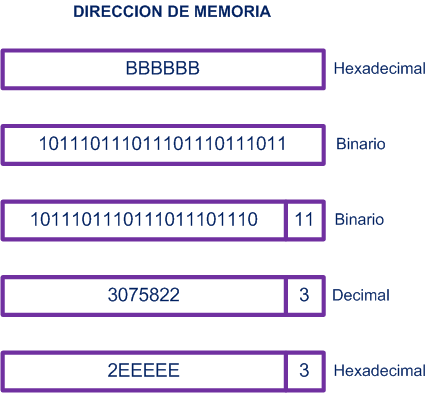 DIRECCION DE MEMORIA
BBBBBB Hexadecimal
101110111011101110111011 Binario
1011101110111011101110 11 Binario
3075822 3 Decimal
2EEEEE 3 Hexadecimal